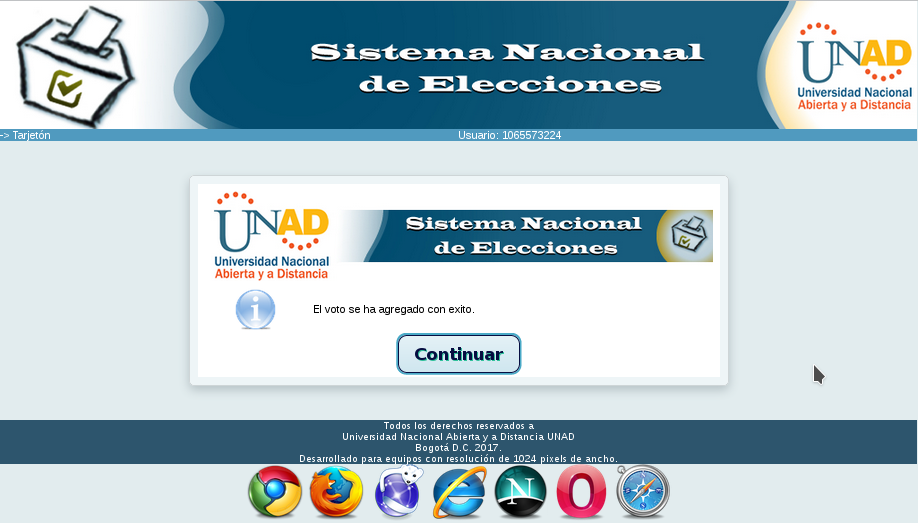 Sistema Nacional
de Elecciones
UNAD
Universidad Nacional
Abierta y a Distancia
-> Tarjetón
Usuario: 1065573224
UNAD
Universidad Nacional
Abierta y a Distancia
Sistema Nacional
de Elecciones
i
El voto se ha agregado con exito.
Continuar
Todos los derechos reservados a
Universidad Nacional Abierta y a Distancia UNAD
Bogotá D.C. 2017.
Desarrollado para equipos con resolución de 1024 pixels de ancho.